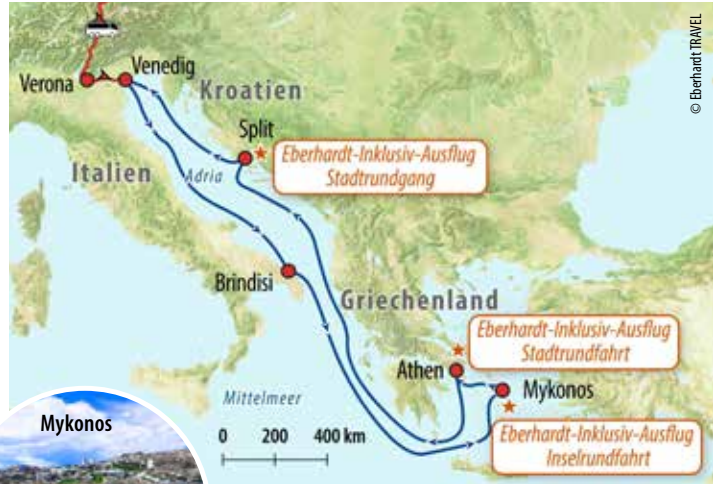 © Eberhardt TRAVEL
Verona
Venedig
Kroatien
Split
Eberhardt-Inklusiv-Ausflug
Stadtrundgang
Italien
Adria
Brindisi
Griechenland
Eberhardt-Inklusiv-Ausflug
Stadtrundfahrt
Athen
Mykonos
Mittelmeer
Eberhardt-Inklusiv-Ausflug
Inselrundfahrt
Mykonos
0 200 400 km